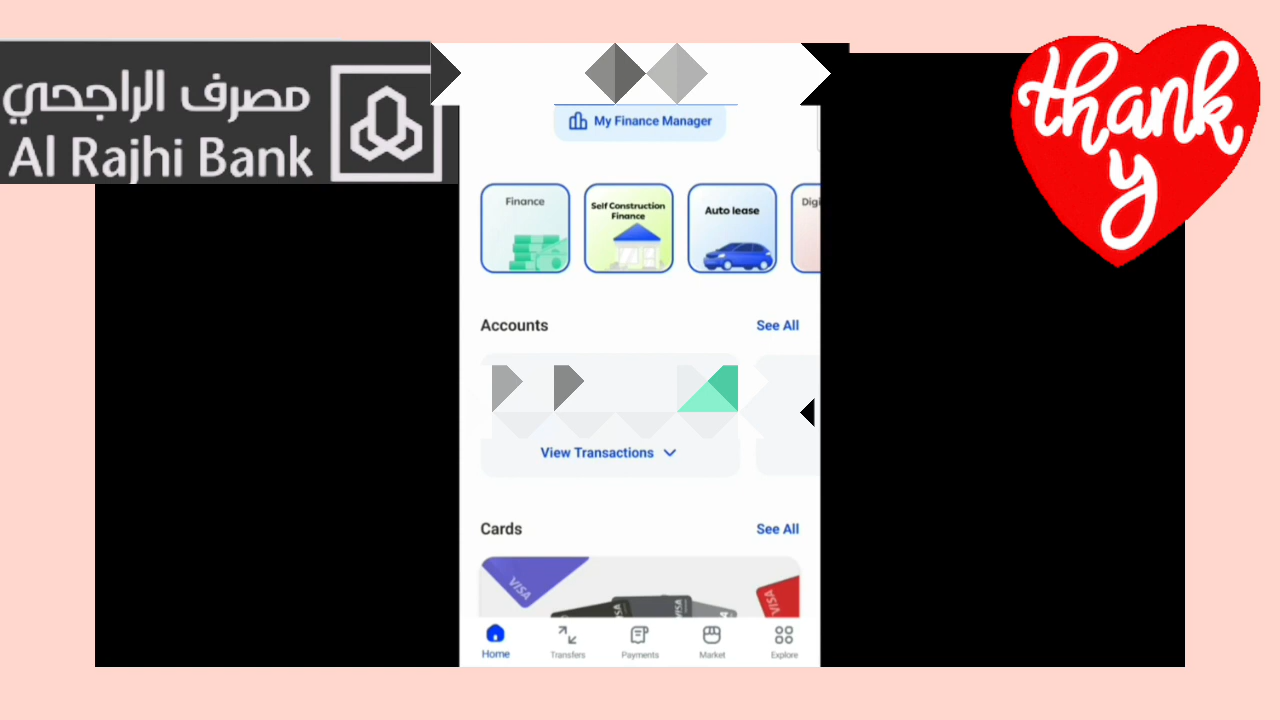 مصرف الراجحي
Al Rajhi Bank
thank
y
My Finance Manager
Finance
Self Construction
Finance
Auto lease
Digi
Accounts
See All
View Transactions
Cards
See All
VISA
VISA
VISA
Home
Transfers
Payments
Market
Explore